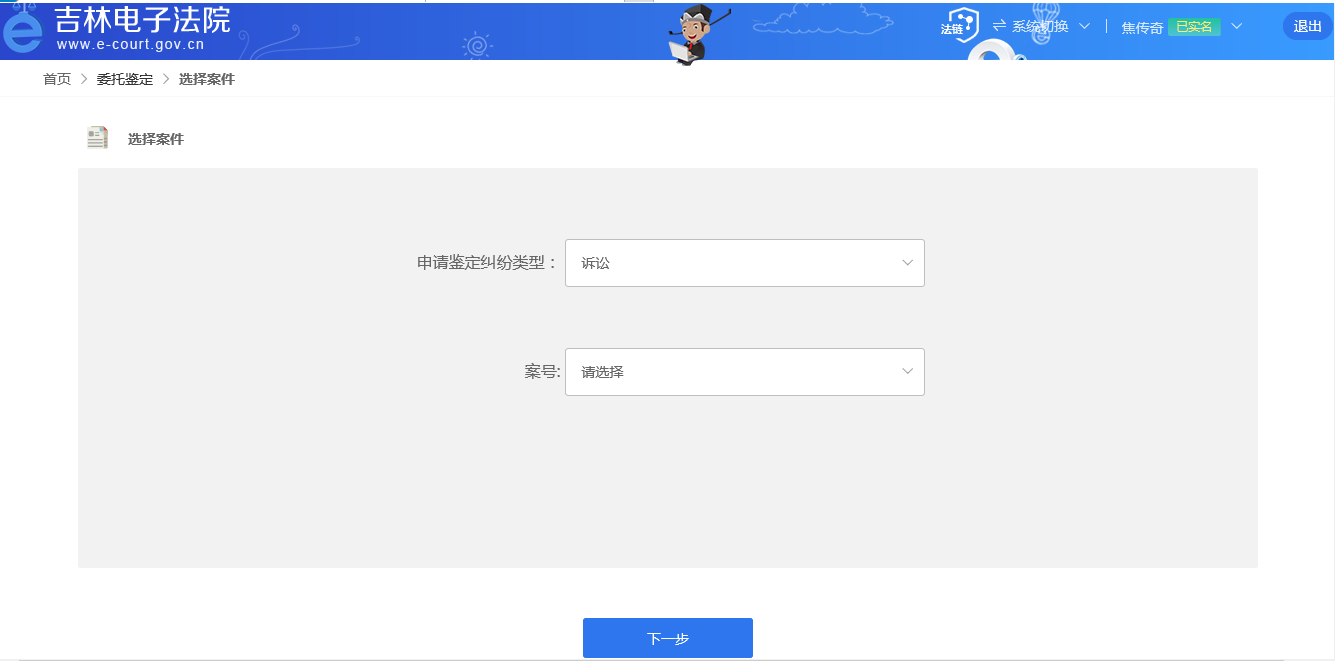 吉林电子法院
www.e-court.gov.cn
法链
系统切换
焦传奇
已实名
退出
首页 > 委托鉴定 > 选择案件
选择案件
申请鉴定纠纷类型：
诉讼
案号:
请选择
下一步